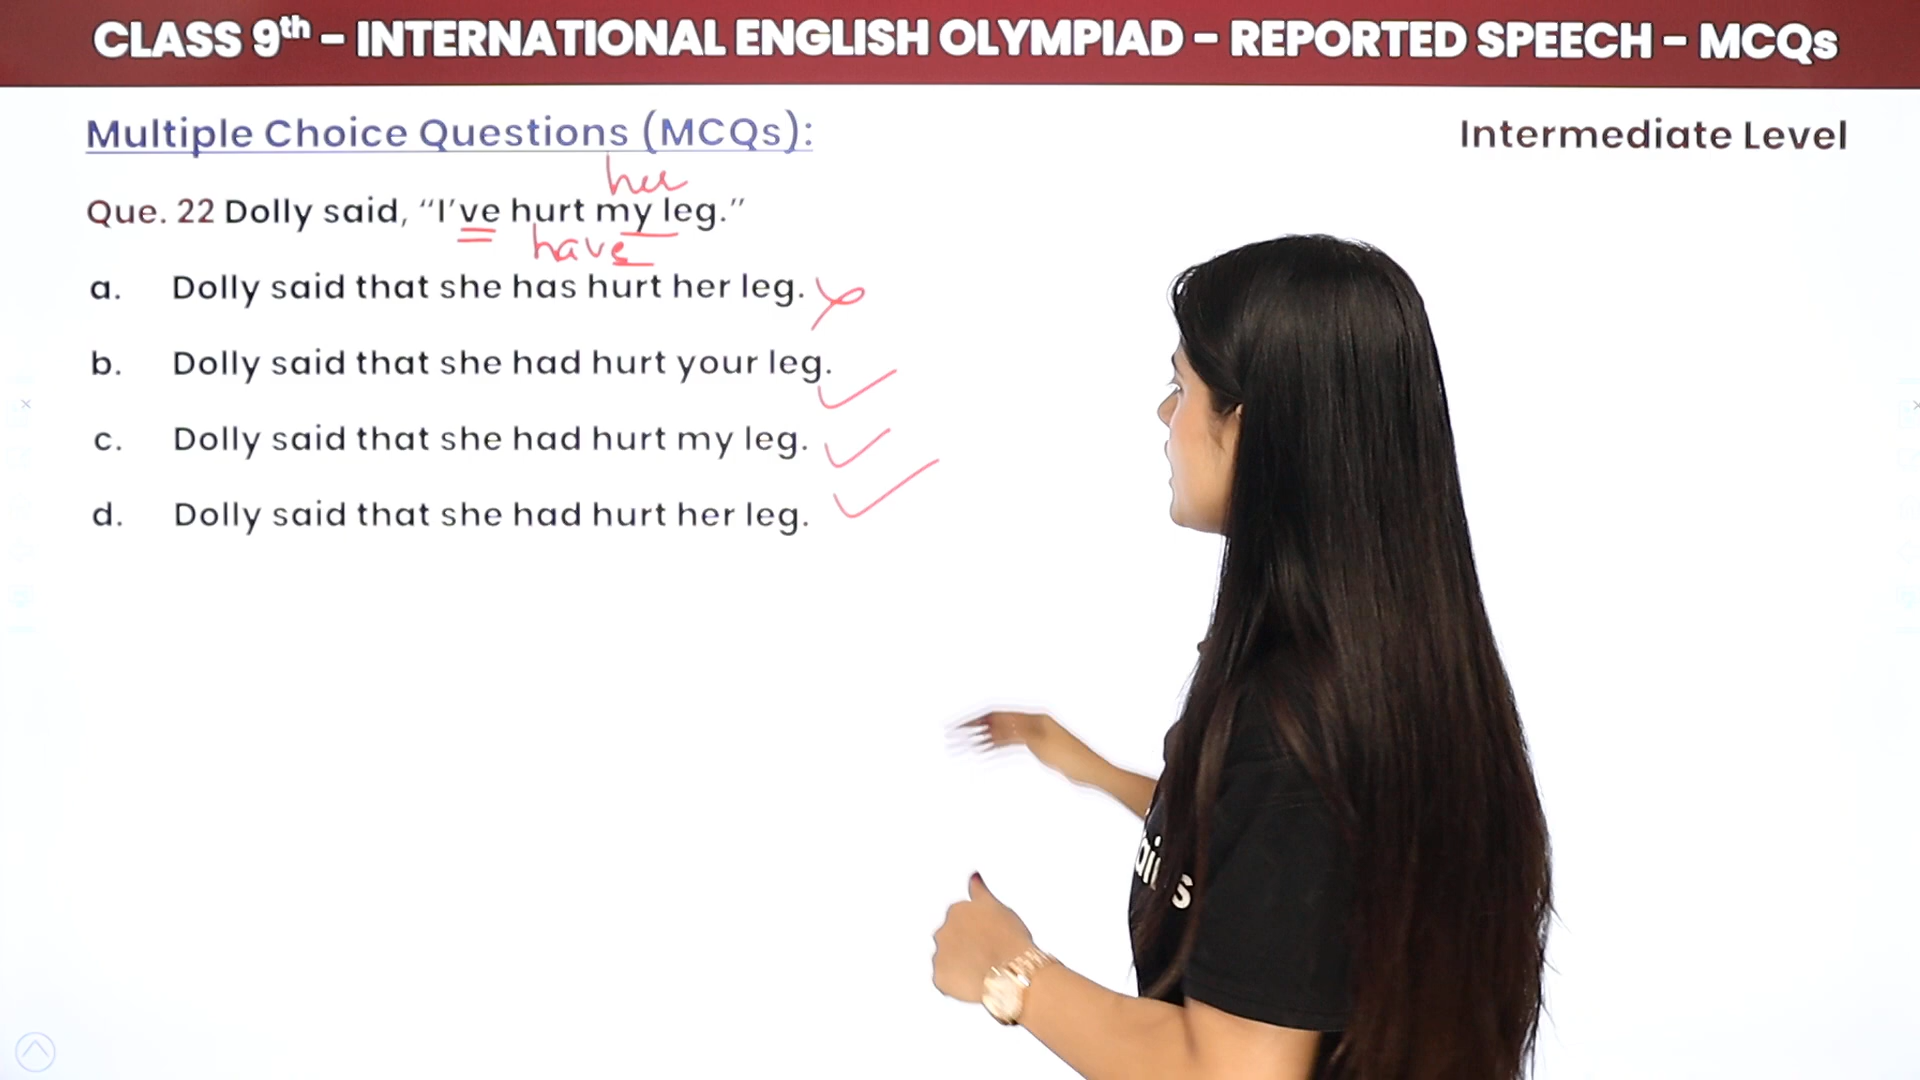 CLASS 9th - INTERNATIONAL ENGLISH OLYMPIAD - REPORTED SPEECH - MCQs
Multiple Choice Questions (MCQs):
Intermediate Level
her
Que. 22 Dolly said, “I’ve hurt my leg.”
have
a. Dolly said that she has hurt her leg.
b. Dolly said that she had hurt your leg.
c. Dolly said that she had hurt my leg.
d. Dolly said that she had hurt her leg.